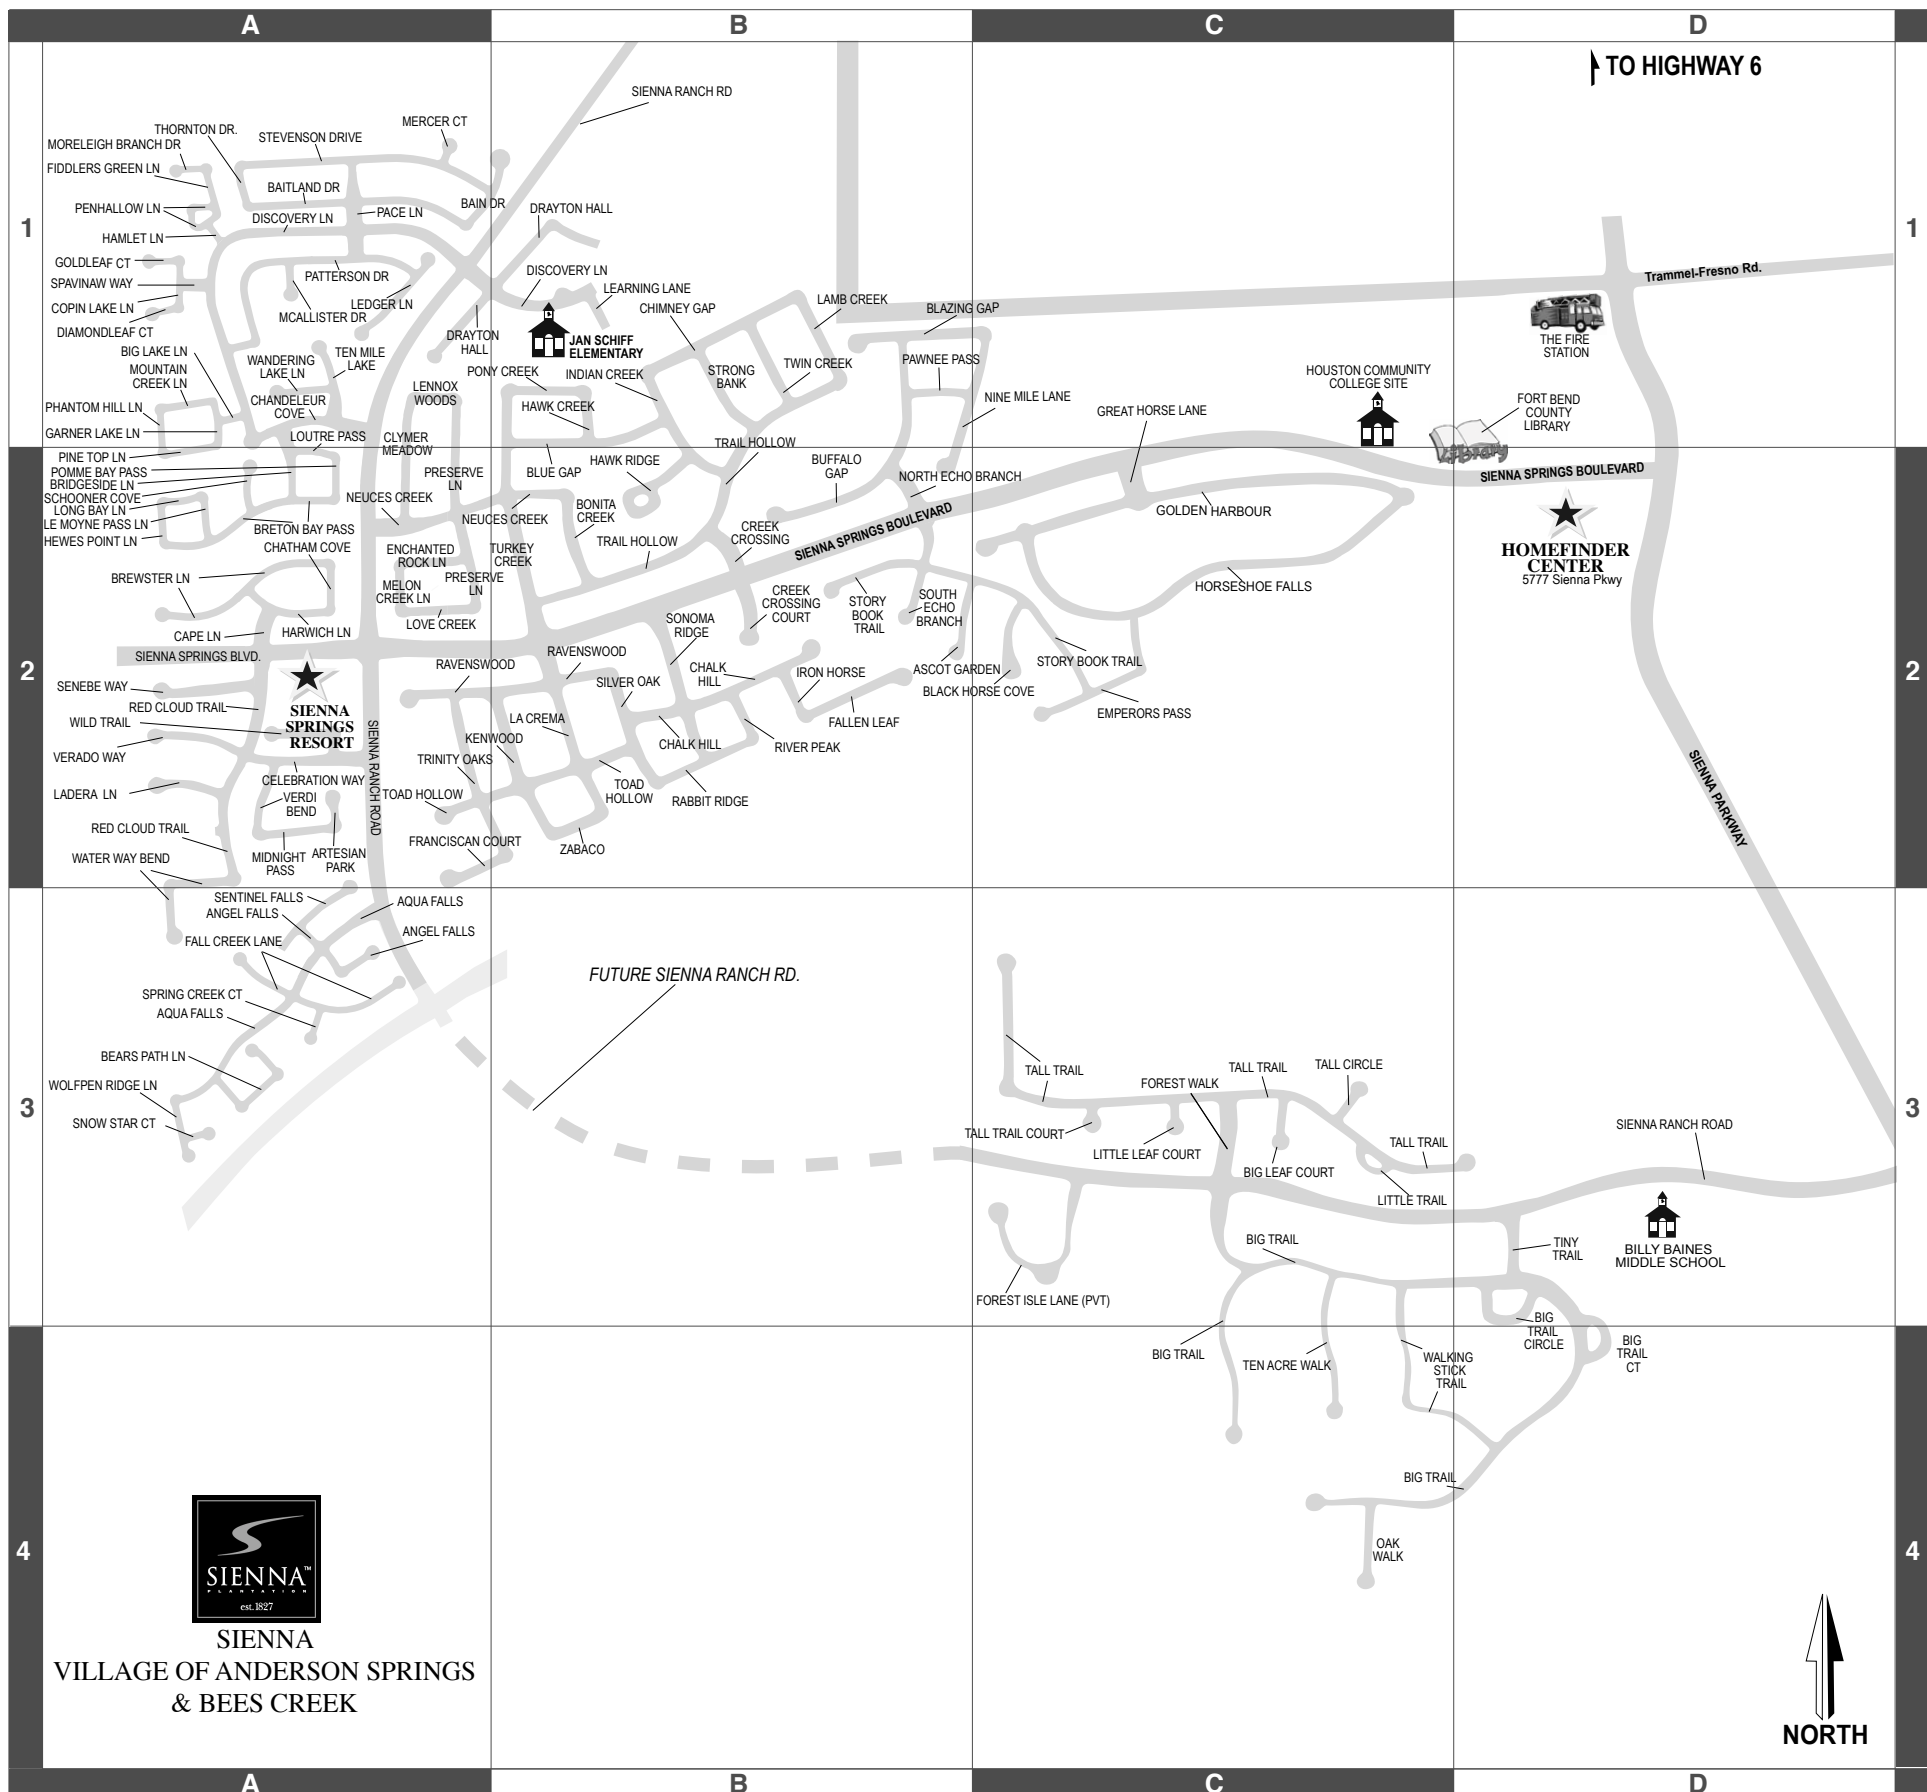 A
B
C
D
TO HIGHWAY 6
SIENNA RANCH RD
MERCER CT
THORNTON DR.
STEVENSON DRIVE
MORELEIGH BRANCH DR
FIDDLERS GREEN LN
BAITLAND DR
PENHALLOW LN
DISCOVERY LN
PACE LN
BAIN DR
DRAYTON HALL
1
1
HAMLET LN
GOLDLEAF CT
PATTERSON DR
SPAVINAW WAY
DISCOVERY LN
LEARNING LANE
Trammel-Fresno Rd.
COPIN LAKE LN
LEDGER LN
MCALLISTER DR
CHIMNEY GAP
LAMB CREEK
BLAZING GAP
DIAMONDLEAF CT
DRAYTON
HALL
JAN SCHIFF
ELEMENTARY
THE FIRE
STATION
BIG LAKE LN
MOUNTAIN
CREEK LN
WANDERING
LAKE LN
TEN MILE
LAKE
PONY CREEK
INDIAN CREEK
STRONG
BANK
TWIN CREEK
PAWNEE PASS
HOUSTON COMMUNITY
COLLEGE SITE
LENNOX
WOODS
CHANDELEUR
COVE
HAWK CREEK
NINE MILE LANE
GREAT HORSE LANE
FORT BEND
COUNTY
LIBRARY
PHANTOM HILL LN
GARNER LAKE LN
LOUTRE PASS
CLYMER
MEADOW
TRAIL HOLLOW
Library
PINE TOP LN
POMME BAY PASS
BRIDGESIDE LN
SCHOONER COVE
LONG BAY LN
LE MOYNE PASS LN
HEWES POINT LN
PRESERVE
LN
BLUE GAP
HAWK RIDGE
BUFFALO
GAP
NORTH ECHO BRANCH
SIENNA SPRINGS BOULEVARD
NEUCES CREEK
NEUCES CREEK
BONITA
CREEK
GOLDEN HARBOUR
BRETON BAY PASS
CHATHAM COVE
CREEK
CROSSING
SIENNA SPRINGS BOULEVARD
TRAIL HOLLOW
ENCHANTED
ROCK LN
TURKEY
CREEK
HOMEFINDER
CENTER
5777 Sienna Pkwy
BREWSTER LN
MELON
CREEK LN
PRESERVE
LN
CREEK
CROSSING
COURT
STORY
BOOK
TRAIL
SOUTH
ECHO
BRANCH
HORSESHOE FALLS
LOVE CREEK
SONOMA
RIDGE
CAPE LN
HARWICH LN
SIENNA SPRINGS BLVD.
2
2
RAVENSWOOD
RAVENSWOOD
CHALK
HILL
IRON HORSE
ASCOT GARDEN
STORY BOOK TRAIL
SENEBE WAY
SILVER OAK
BLACK HORSE COVE
RED CLOUD TRAIL
WILD TRAIL
SIENNA
SPRINGS
RESORT
SIENNA RANCH ROAD
LA CREMA
FALLEN LEAF
EMPERORS PASS
KENWOOD
CHALK HILL
RIVER PEAK
VERADO WAY
TRINITY OAKS
SIENNA PARKWAY
CELEBRATION WAY
LADERA LN
VERDI
BEND
TOAD HOLLOW
TOAD
HOLLOW
RABBIT RIDGE
RED CLOUD TRAIL
FRANCISCAN COURT
ZABACO
WATER WAY BEND
MIDNIGHT
PASS
ARTESIAN
PARK
SENTINEL FALLS
ANGEL FALLS
AQUA FALLS
FALL CREEK LANE
ANGEL FALLS
FUTURE SIENNA RANCH RD.
SPRING CREEK CT
AQUA FALLS
BEARS PATH LN
WOLFPEN RIDGE LN
SNOW STAR CT
3
3
TALL TRAIL
FOREST WALK
TALL TRAIL
TALL CIRCLE
TALL TRAIL COURT
LITTLE LEAF COURT
BIG LEAF COURT
TALL TRAIL
SIENNA RANCH ROAD
LITTLE TRAIL
BIG TRAIL
TINY
TRAIL
BILLY BAINES
MIDDLE SCHOOL
FOREST ISLE LANE (PVT)
BIG
TRAIL
CIRCLE
BIG
TRAIL
CT
BIG TRAIL
TEN ACRE WALK
WALKING
STICK
TRAIL
BIG TRAIL
OAK
WALK
4
4
SIENNA™
PLANTATION
est.1827
SIENNA
VILLAGE OF ANDERSON SPRINGS
& BEES CREEK
NORTH
A
B
C
D